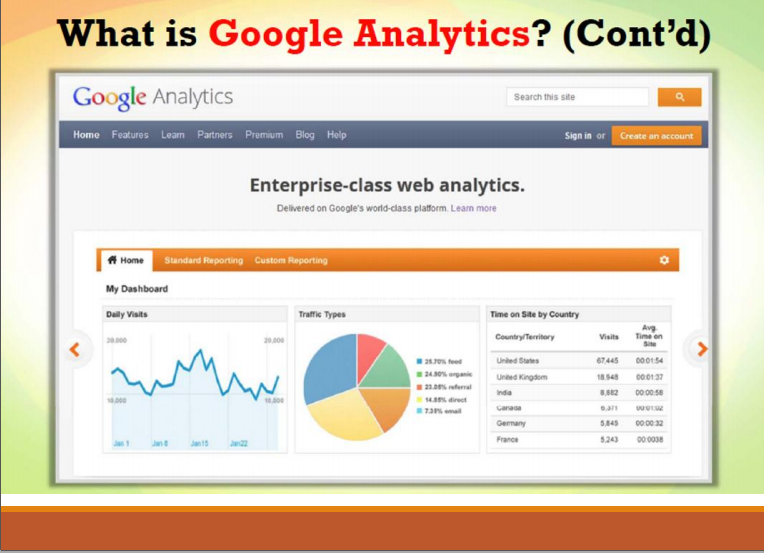 What is Google Analytics? (Cont'd)
Google Analytics
Search this site
Home Features Learn Partners Premium Blog Help Sign in or Create an account
Enterprise-class web analytics.
Delivered on Google's world-class platform. Learn more
Home Standard Reporting Custom Reporting
My Dashboard
Daily Visits
20,000 20,000
10,000 10,000
Jan 1 Jan 8 Jan15 Jan22
Traffic Types
25.70% feed
24.90% organic
23.08% referral
14.85% direct
7.35% email
Time on Site by Country
Country/Territory Visits Avg. Time on Site
United States 67,445 00:01:54
United Kingdom 18,948 00:01:37
India 8,882 00:00:58
Canada 6,371 00:01:02
Germany 5,845 00:00:32
France 5,243 00:0038